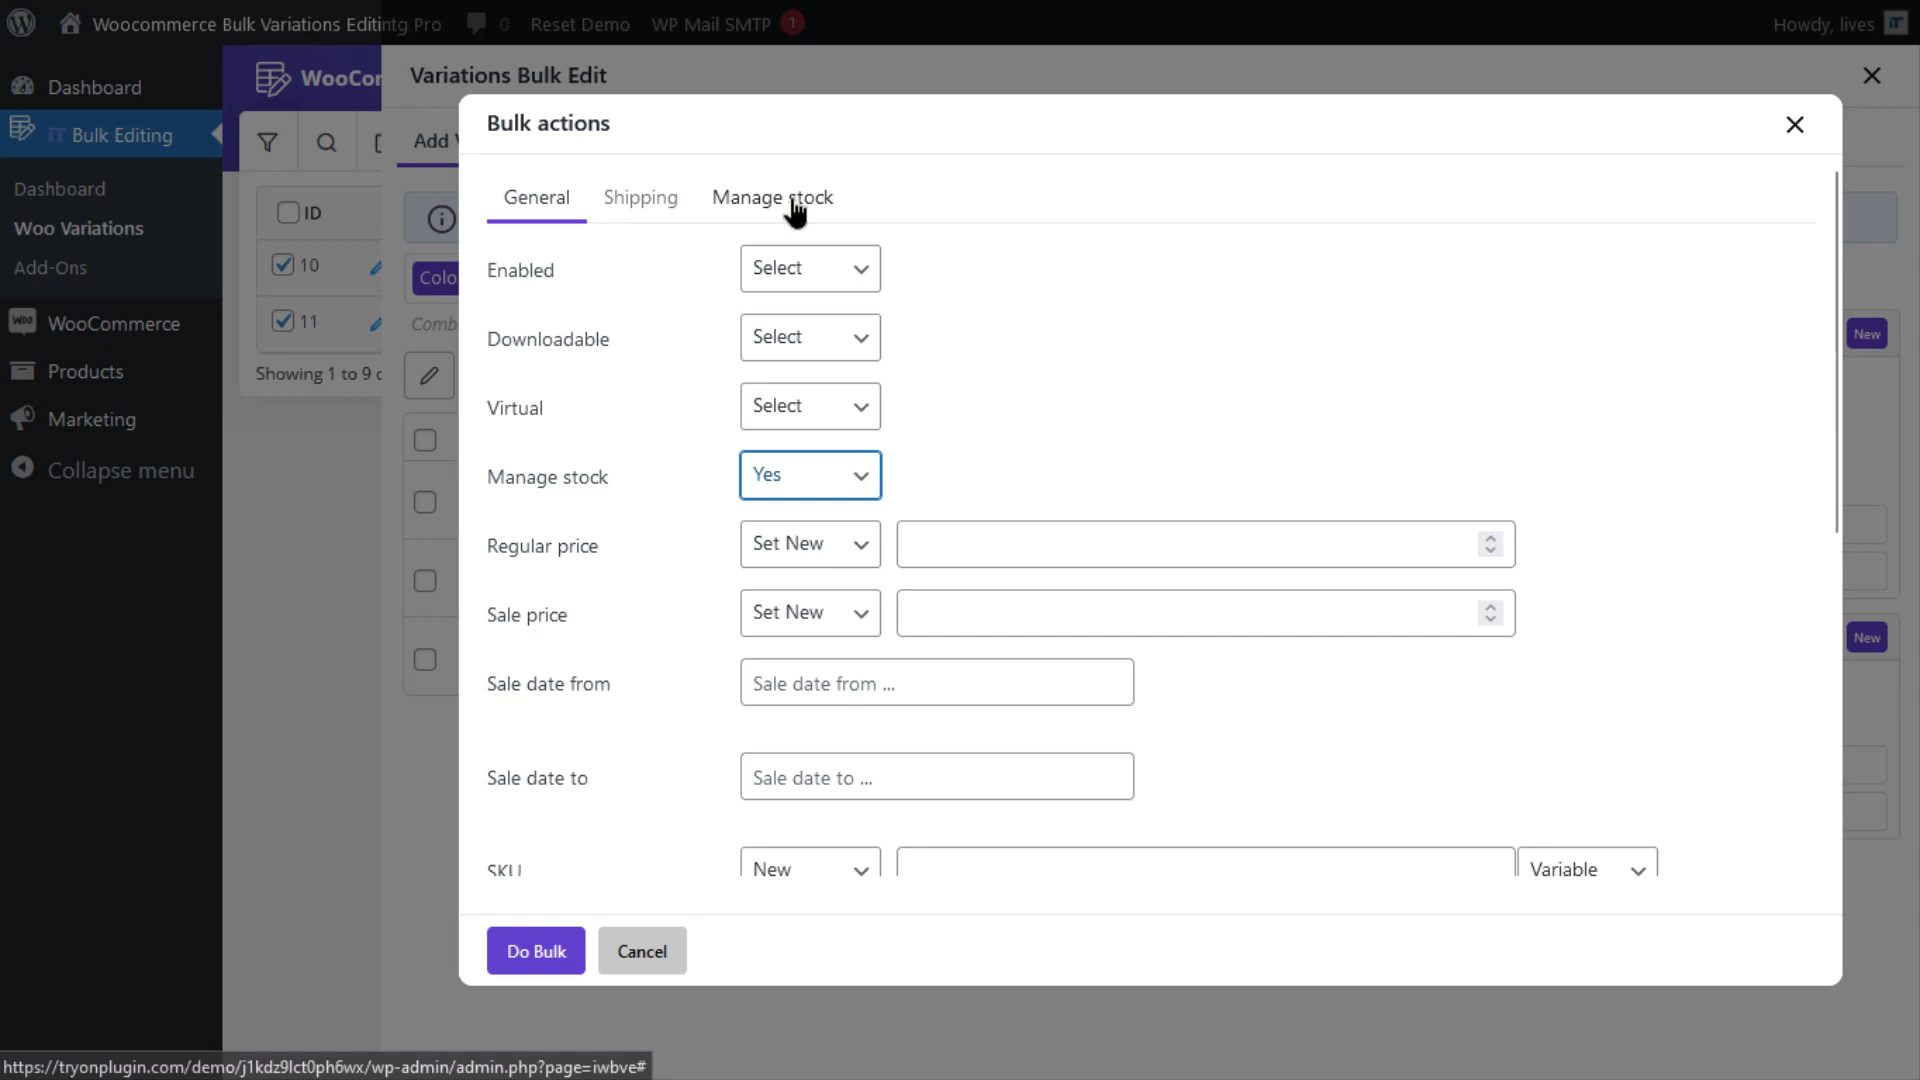 Woocommerce Bulk Variations Editintg Pro
0
Reset Demo
WP Mail SMTP
1
Howdy, lives
iT
Dashboard
iT Bulk Editing
Dashboard
Woo Variations
Add-Ons
WOO WooCommerce
Products
Marketing
Collapse menu
WooCor
ID
10
11
Showing 1 to 9 o
Variations Bulk Edit
Add V
Colo
Comb
New
New
Bulk actions
General
Shipping
Manage stock
Enabled
Select
Downloadable
Select
Virtual
Select
Manage stock
Yes
Regular price
Set New
Sale price
Set New
Sale date from
Sale date from ...
Sale date to
Sale date to ...
SKU
New
Variable
Do Bulk
Cancel
https://tryonplugin.com/demo/j1kdz9lct0ph6wx/wp-admin/admin.php?page=iwbve#